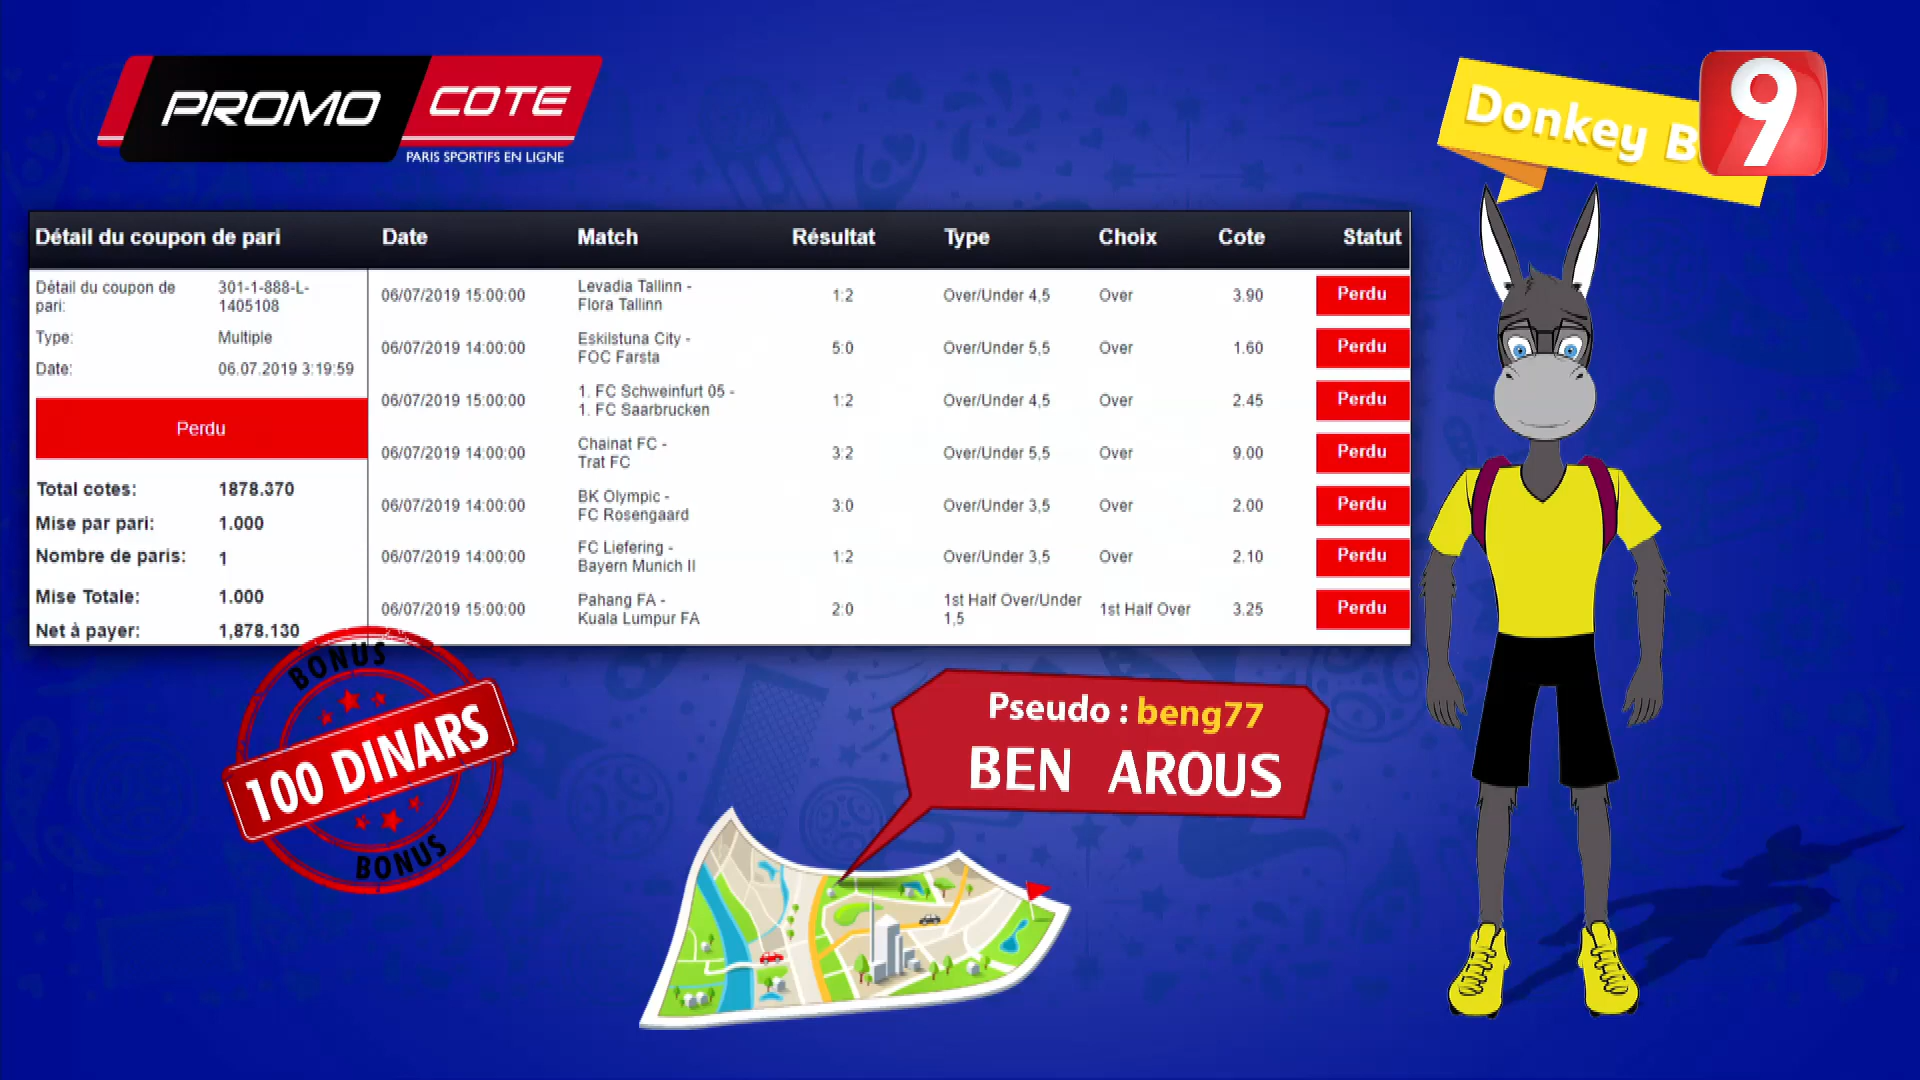 PROMO COTE
PARIS SPORTIFS EN LIGNE
Donkey B
9
Détail du coupon de pari Date Match Résultat Type Choix Cote Statut
Détail du coupon de pari: 301-1-888-L-1405108
Type: Multiple
Date: 06.07.2019 3:19:59
Perdu
Total cotes: 1878.370
Mise par pari: 1.000
Nombre de paris: 1
Mise Totale: 1.000
Net à payer: 1,878.130
06/07/2019 15:00:00 Levadia Tallinn - Flora Tallinn 1:2 Over/Under 4,5 Over 3.90 Perdu
06/07/2019 14:00:00 Eskilstuna City - FOC Farsta 5:0 Over/Under 5,5 Over 1.60 Perdu
06/07/2019 15:00:00 1. FC Schweinfurt 05 - 1. FC Saarbrucken 1:2 Over/Under 4,5 Over 2.45 Perdu
06/07/2019 14:00:00 Chainat FC - Trat FC 3:2 Over/Under 5,5 Over 9.00 Perdu
06/07/2019 14:00:00 BK Olympic - FC Rosengaard 3:0 Over/Under 3,5 Over 2.00 Perdu
06/07/2019 14:00:00 FC Liefering - Bayern Munich II 1:2 Over/Under 3,5 Over 2.10 Perdu
06/07/2019 15:00:00 Pahang FA - Kuala Lumpur FA 2:0 1st Half Over/Under 1,5 1st Half Over 3.25 Perdu
BONUS
100 DINARS
BONUS
Pseudo : beng77
BEN AROUS